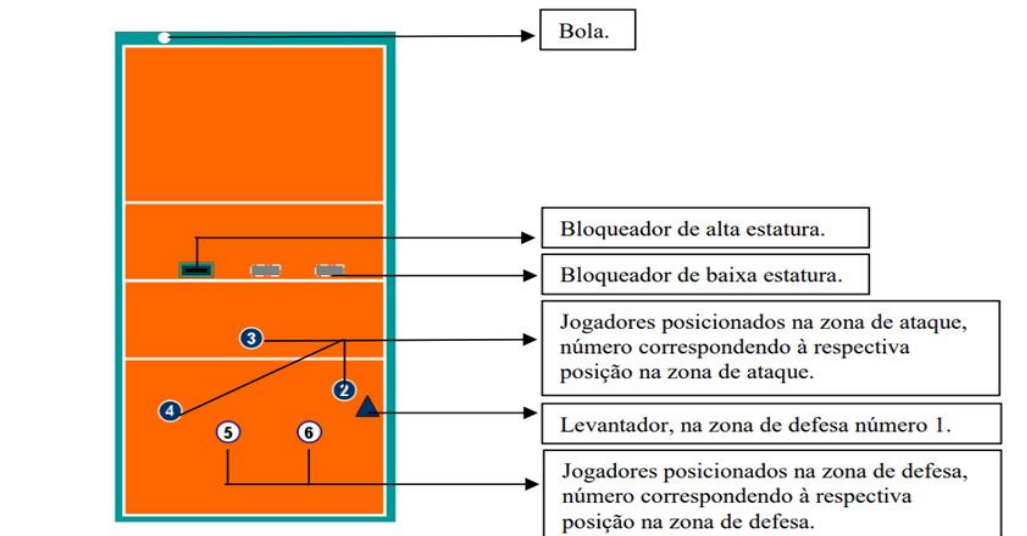 Bola.
Bloqueador de alta estatura.
Bloqueador de baixa estatura.
3
Jogadores posicionados na zona de ataque,
número correspondendo à respectiva
posição na zona de ataque.
2
4
Levantador, na zona de defesa número 1.
5
6
Jogadores posicionados na zona de defesa,
número correspondendo à respectiva
posição na zona de defesa.